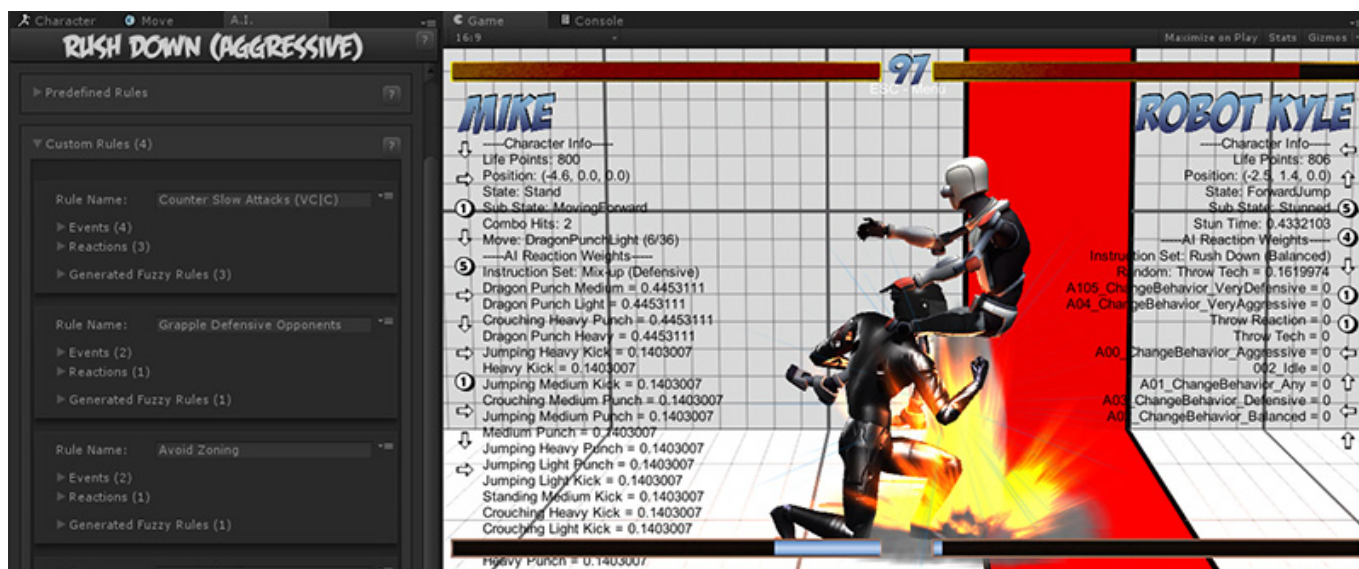 Character Move A.I.
RUSH DOWN (AGGRESSIVE)
?
Predefined Rules ?
Custom Rules (4) ?
Rule Name: Counter Slow Attacks (VC|C)
Events (4)
Reactions (3)
Generated Fuzzy Rules (3)
Rule Name: Grapple Defensive Opponents
Events (2)
Reactions (1)
Generated Fuzzy Rules (1)
Rule Name: Avoid Zoning
Events (2)
Reactions (1)
Generated Fuzzy Rules (1)
Game Console
16:9 Maximize on Play Stats Gizmos
97
ESC - Menu
MIKE
-----Character Info-----
Life Points: 800
Position: (-4.6, 0.0, 0.0)
State: Stand
1 Sub State: MovingForward
Combo Hits: 2
Move: DragonPunchLight (6/36)
-----AI Reaction Weights-----
5 Instruction Set: Mix-up (Defensive)
Dragon Punch Medium = 0.4453111
Dragon Punch Light = 0.4453111
Crouching Heavy Punch = 0.4453111
Dragon Punch Heavy = 0.4453111
Jumping Heavy Kick = 0.1403007
Heavy Kick = 0.1403007
1 Jumping Medium Kick = 0.1403007
Crouching Medium Punch = 0.1403007
Jumping Medium Punch = 0.1403007
Medium Punch = 0.1403007
Jumping Heavy Punch = 0.1403007
Jumping Light Punch = 0.1403007
Jumping Light Kick = 0.1403007
Standing Medium Kick = 0.1403007
Crouching Heavy Kick = 0.1403007
Crouching Light Kick = 0.1403007
Heavy Punch = 0.1403007
ROBOT KYLE
-----Character Info-----
Life Points: 806
Position: (-2.5, 1.4, 0.0)
State: ForwardJump
Sub State: Stunned 5
Stun Time: 0.4332103
-----AI Reaction Weights----- 4
Instruction Set: Rush Down (Balanced)
Random: Throw Tech = 0.1619974
A105_ChangeBehavior_VeryDefensive = 0 1
A04_ChangeBehavior_VeryAggressive = 0
Throw Reaction = 0 1
Throw Tech = 0
A00_ChangeBehavior_Aggressive = 0
002_Idle = 0
A01_ChangeBehavior_Any = 0
A03_ChangeBehavior_Defensive = 0
ChangeBehavior_Balanced = 0